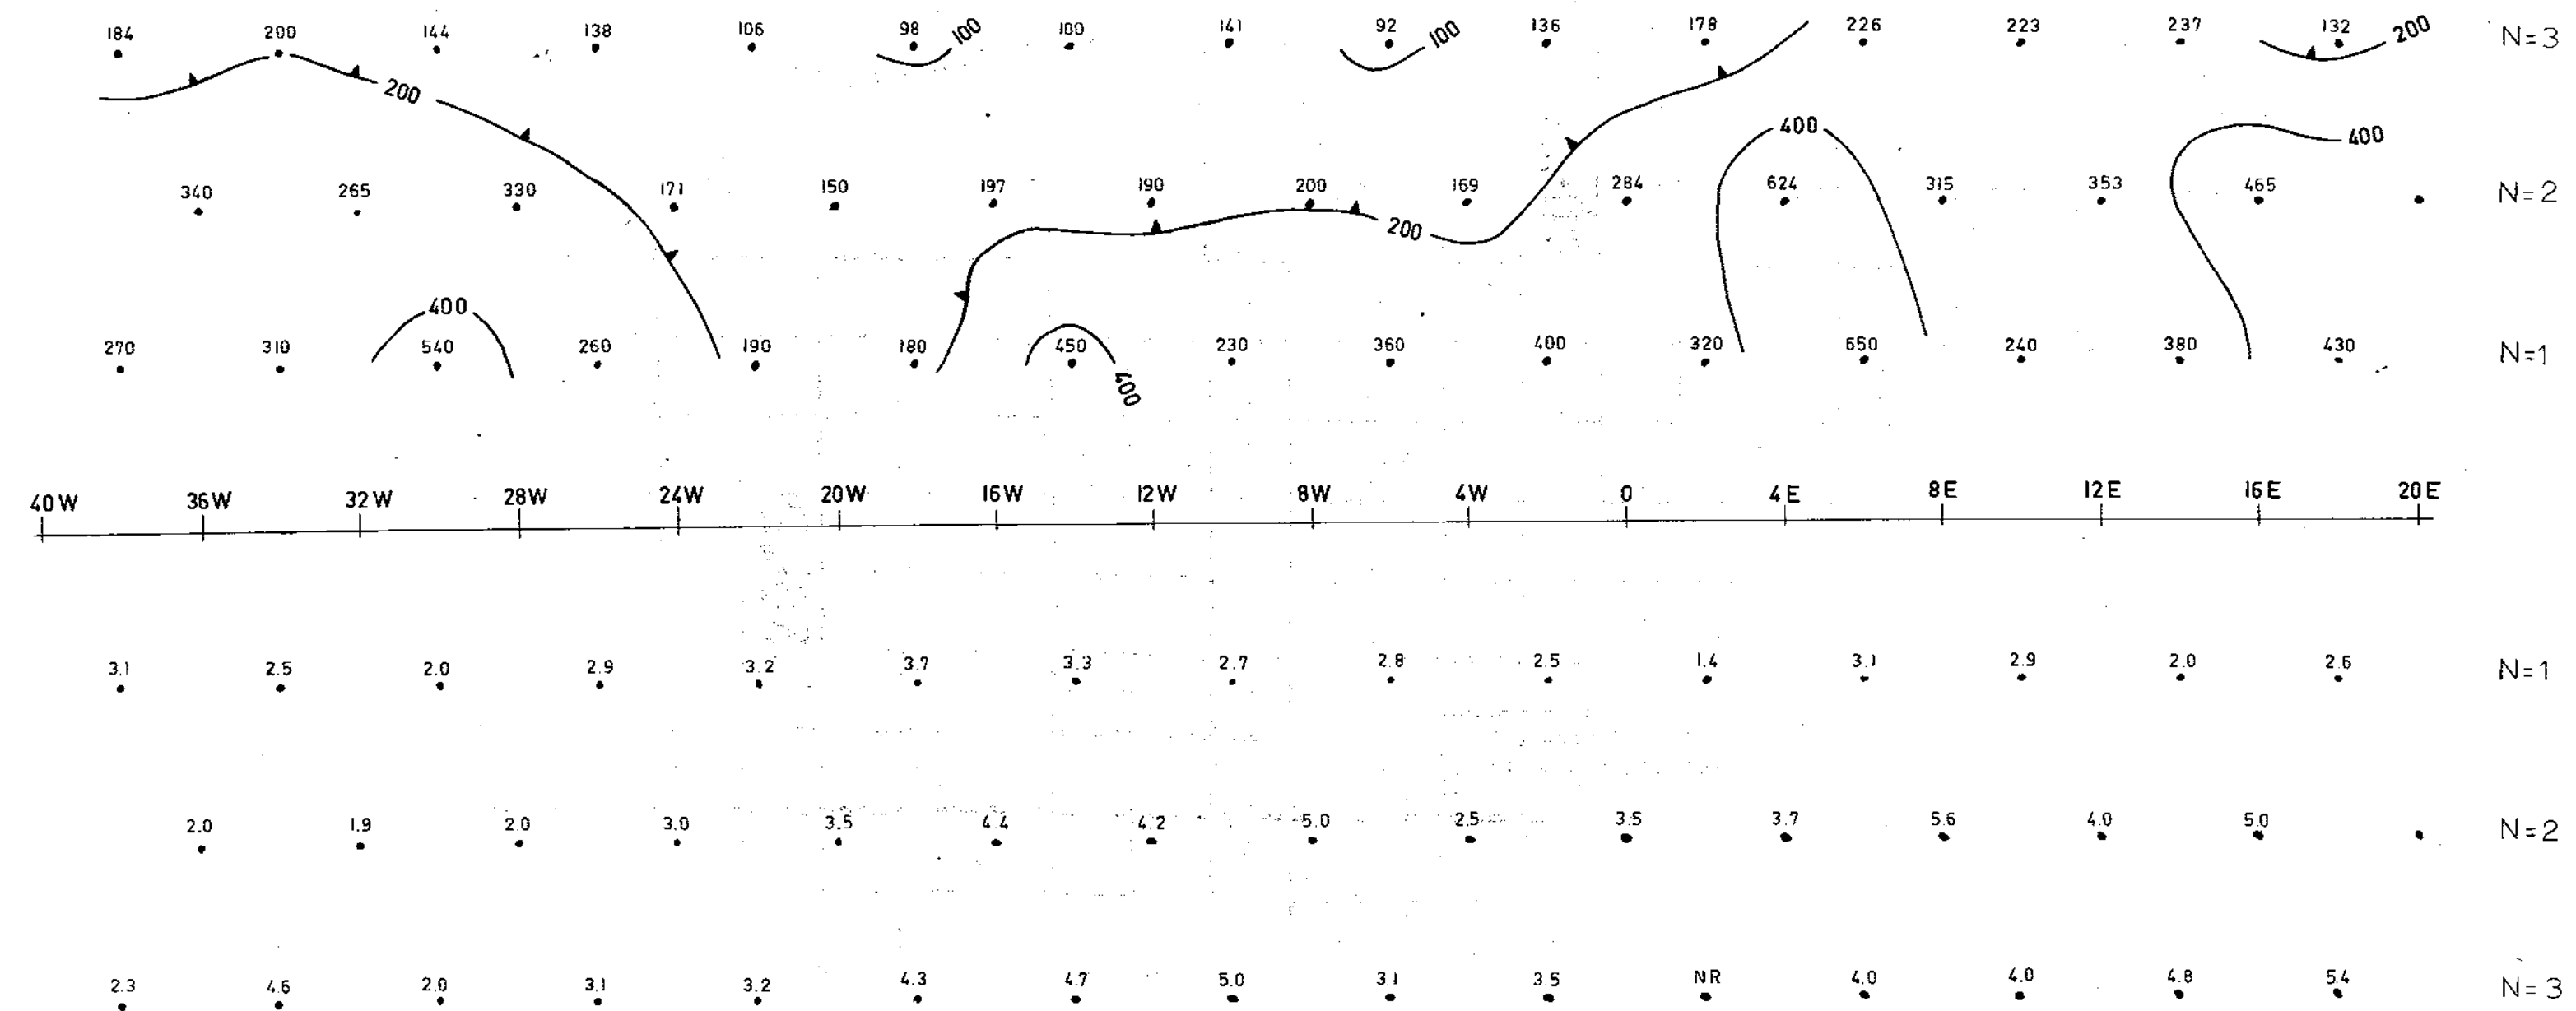 184 200 144 138 106 98 100 100 141 92 100 136 178 226 223 237 132 200 N=3
200 400 400
340 265 330 171 150 197 190 200 169 284 624 315 353 465 N=2
200
400
270 310 540 260 190 180 450 230 360 400 320 650 240 380 430 N=1
400
40W 36W 32W 28W 24W 20W 16W 12W 8W 4W 0 4E 8E 12E 16E 20E
3.1 2.5 2.0 2.9 3.2 3.7 3.3 2.7 2.8 2.5 1.4 3.1 2.9 2.0 2.6 N=1
2.0 1.9 2.0 3.0 3.5 4.4 4.2 5.0 2.5 3.5 3.7 5.6 4.0 5.0 N=2
2.3 4.6 2.0 3.1 3.2 4.3 4.7 5.0 3.1 3.5 NR 4.0 4.0 4.8 5.4 N=3